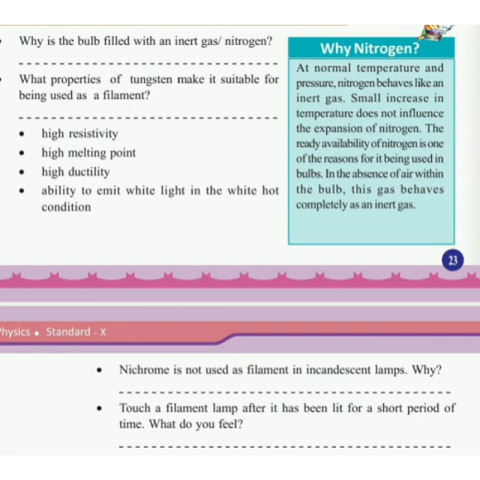 Why is the bulb filled with an inert gas/ nitrogen?
What properties of tungsten make it suitable for
being used as a filament?
• high resistivity
• high melting point
• high ductility
• ability to emit white light in the white hot
condition
Why Nitrogen?
At normal temperature and
pressure, nitrogen behaves like an
inert gas. Small increase in
temperature does not influence
the expansion of nitrogen. The
ready availability of nitrogen is one
of the reasons for it being used in
bulbs. In the absence of air within
the bulb, this gas behaves
completely as an inert gas.
23
Physics • Standard - X
• Nichrome is not used as filament in incandescent lamps. Why?
• Touch a filament lamp after it has been lit for a short period of
time. What do you feel?